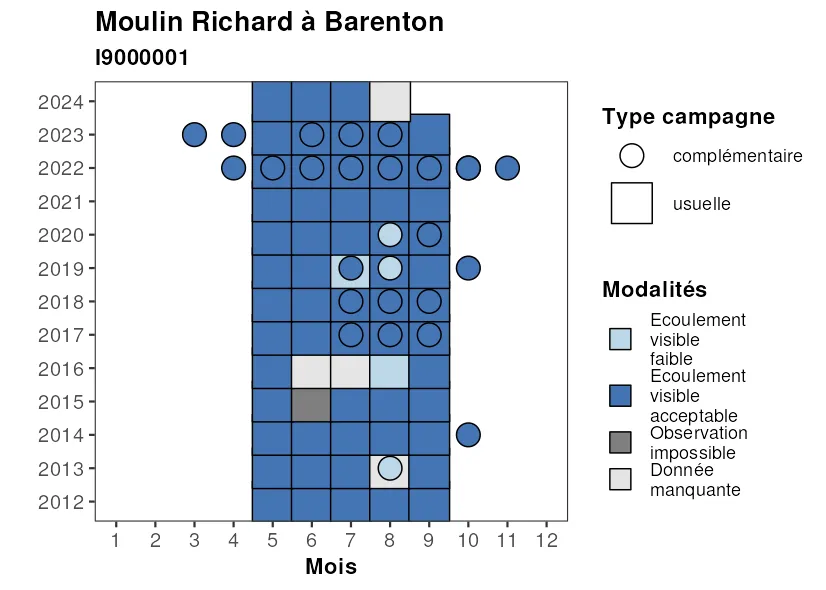 Moulin Richard à Barenton
I9000001
2024
2023
2022
2021
2020
2019
2018
2017
2016
2015
2014
2013
2012
1 2 3 4 5 6 7 8 9 10 11 12
Mois
Type campagne
complémentaire
usuelle
Modalités
Ecoulement
visible
faible
Ecoulement
visible
acceptable
Observation
impossible
Donnée
manquante